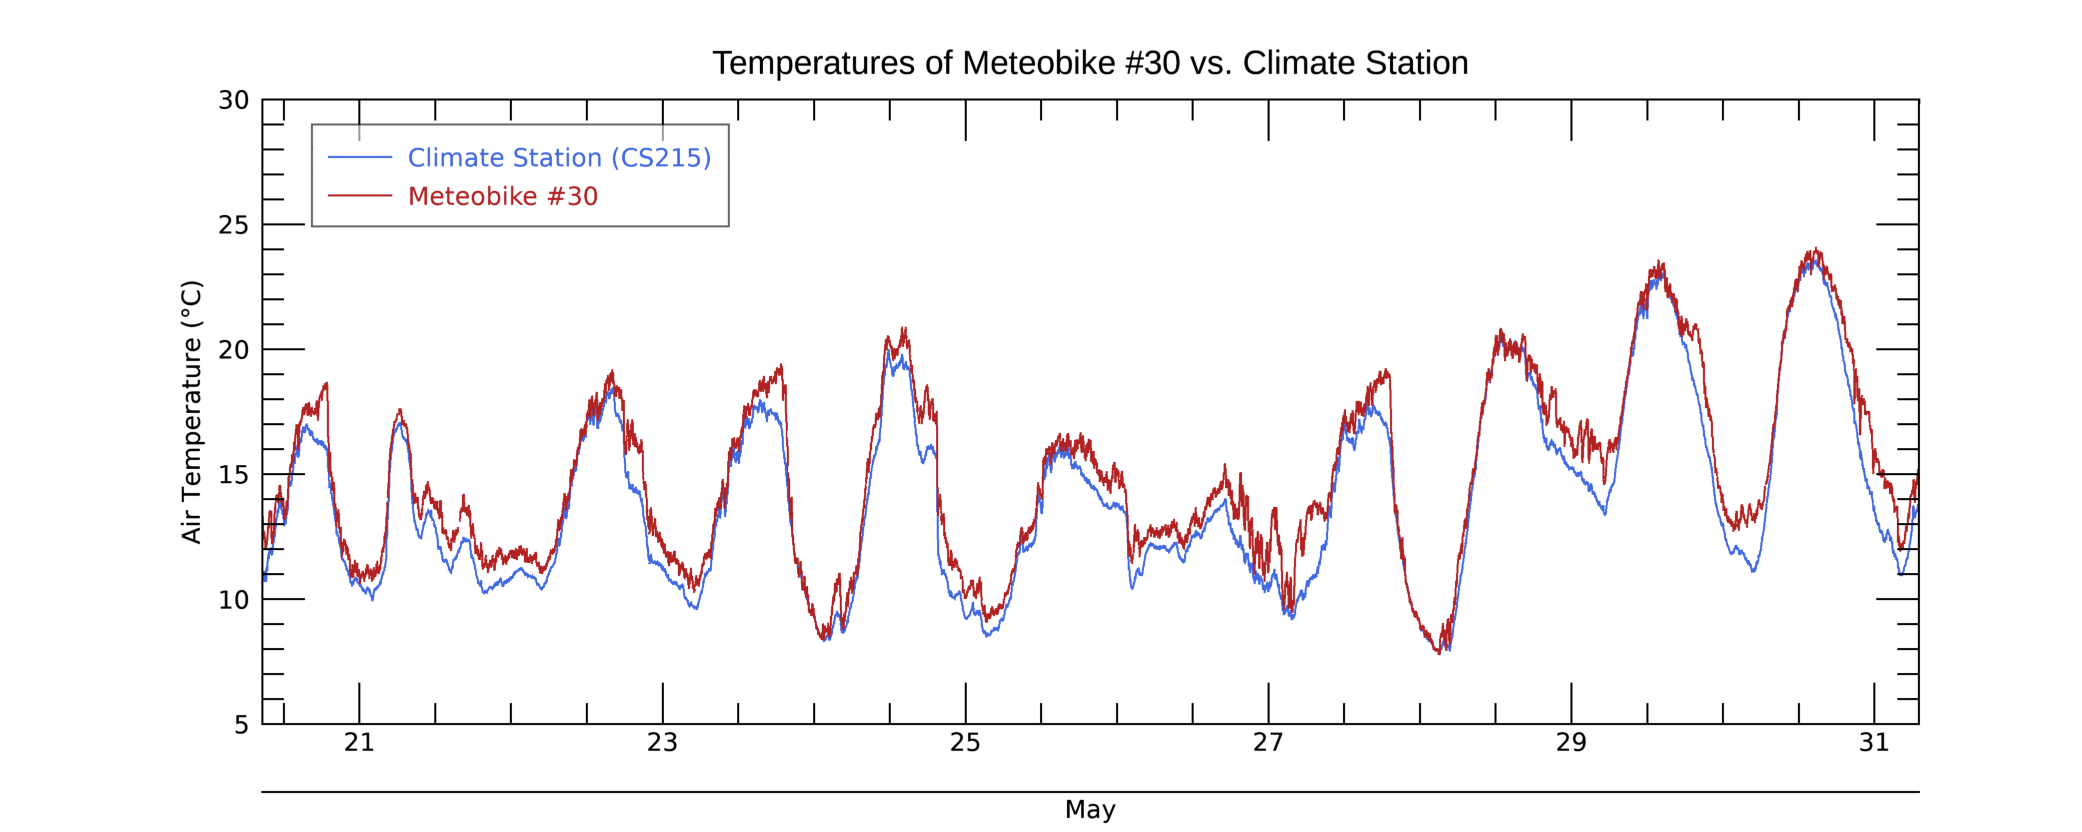 Temperatures of Meteobike #30 vs. Climate Station
30
25
20
15
10
5
Air Temperature (°C)
Climate Station (CS215)
Meteobike #30
21 23 25 27 29 31
May